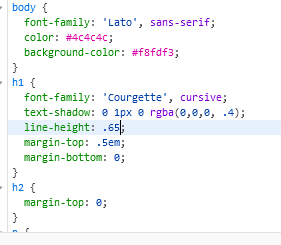 body {
font-family: 'Lato', sans-serif;
color: #4c4c4c;
background-color: #f8fdf3;
}
h1 {
font-family: 'Courgette', cursive;
text-shadow: 0 1px 0 rgba(0,0,0, .4);
line-height: .65;
margin-top: .5em;
margin-bottom: 0;
}
h2 {
margin-top: 0;
}